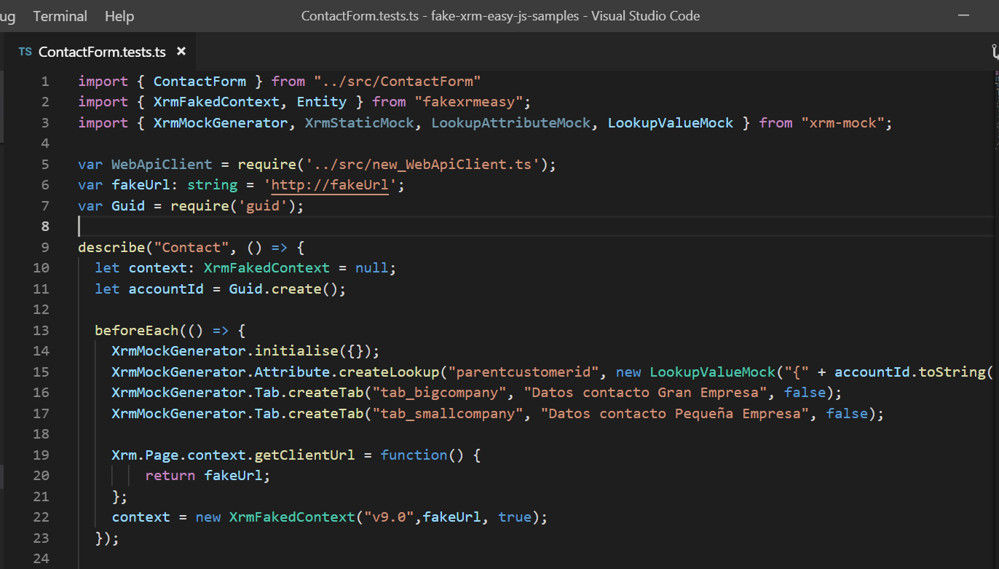 ug Terminal Help ContactForm.tests.ts - fake-xrm-easy-js-samples - Visual Studio Code
TS ContactForm.tests.ts ×
1 import { ContactForm } from "../src/ContactForm"
2 import { XrmFakedContext, Entity } from "fakexrmeasy";
3 import { XrmMockGenerator, XrmStaticMock, LookupAttributeMock, LookupValueMock } from "xrm-mock";
4
5 var WebApiClient = require('../src/new_WebApiClient.ts');
6 var fakeUrl: string = 'http://fakeUrl';
7 var Guid = require('guid');
8
9 describe("Contact", () => {
10 let context: XrmFakedContext = null;
11 let accountId = Guid.create();
12
13 beforeEach(() => {
14 XrmMockGenerator.initialise({});
15 XrmMockGenerator.Attribute.createLookup("parentcustomerid", new LookupValueMock("{" + accountId.toString(
16 XrmMockGenerator.Tab.createTab("tab_bigcompany", "Datos contacto Gran Empresa", false);
17 XrmMockGenerator.Tab.createTab("tab_smallcompany", "Datos contacto Pequeña Empresa", false);
18
19 Xrm.Page.context.getClientUrl = function() {
20 return fakeUrl;
21 };
22 context = new XrmFakedContext("v9.0",fakeUrl, true);
23 });
24